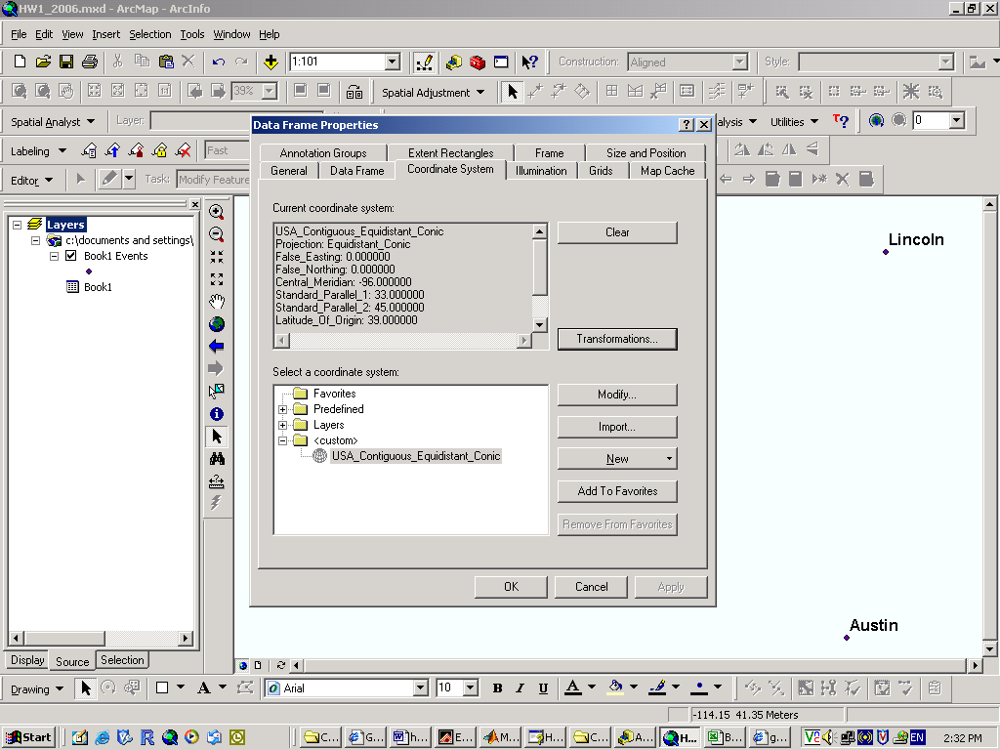 HW1_2006.mxd - ArcMap - ArcInfo
File Edit View Insert Selection Tools Window Help
1:101
Construction: Aligned Style:
39%
Spatial Adjustment
Spatial Analyst Layer:
alysis Utilities
0
Labeling
Fast
Editor Task: Modify Feature
Data Frame Properties
Annotation Groups Extent Rectangles Frame Size and Position
General Data Frame Coordinate System Illumination Grids Map Cache
Current coordinate system:
USA_Contiguous_Equidistant_Conic
Projection: Equidistant_Conic
False_Easting: 0.000000
False_Northing: 0.000000
Central_Meridian: -96.000000
Standard_Parallel_1: 33.000000
Standard_Parallel_2: 45.000000
Latitude_Of_Origin: 39.000000
Clear
Transformations...
Select a coordinate system:
Favorites
Predefined
Layers
<custom>
USA_Contiguous_Equidistant_Conic
Modify...
Import...
New
Add To Favorites
Remove From Favorites
OK Cancel Apply
Layers
c:\documents and settings\
Book1 Events
Book1
Lincoln
Austin
Display Source Selection
Drawing
A
Arial
10
B I U A
-114.15 41.35 Meters
Start
C... G... h... E... M... H... C... A... H... B... g...
EN
2:32 PM